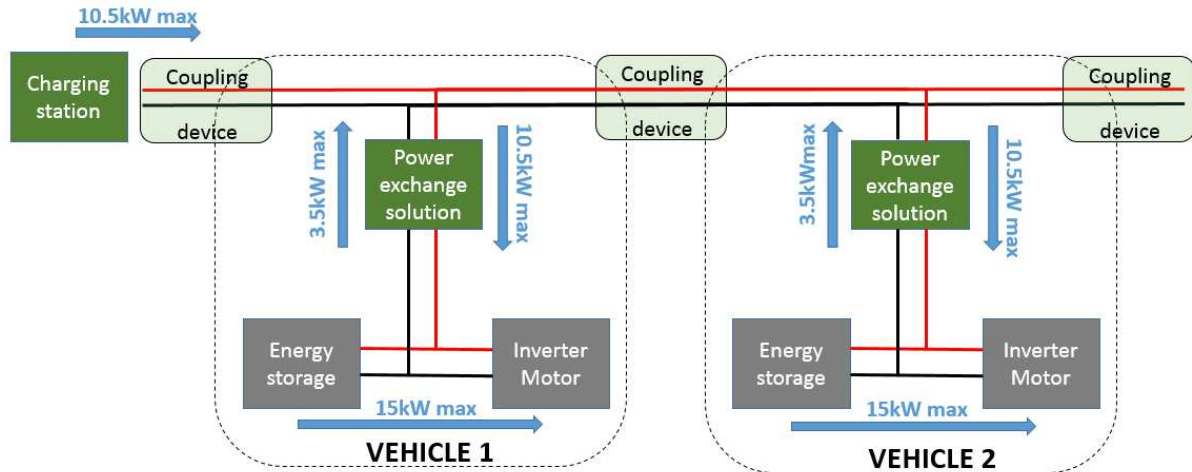 10.5kW max
Charging
station
Coupling
device
Coupling
device
Coupling
device
3.5kW max
Power
exchange
solution
10.5kW max
3.5kWmax
Power
exchange
solution
10.5kW max
Energy
storage
Inverter
Motor
15kW max
VEHICLE 1
Energy
storage
Inverter
Motor
15kW max
VEHICLE 2